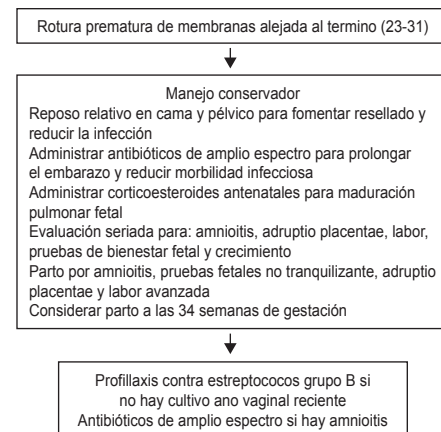 Rotura prematura de membranas alejada al termino (23-31)
Manejo conservador
Reposo relativo en cama y pélvico para fomentar resellado y
reducir la infección
Administrar antibióticos de amplio espectro para prolongar
el embarazo y reducir morbilidad infecciosa
Administrar corticoesteroides antenatales para maduración
pulmonar fetal
Evaluación seriada para: amnioitis, adruptio placentae, labor,
pruebas de bienestar fetal y crecimiento
Parto por amnioitis, pruebas fetales no tranquilizante, adruptio
placentae y labor avanzada
Considerar parto a las 34 semanas de gestación
Profillaxis contra estreptococos grupo B si
no hay cultivo ano vaginal reciente
Antibióticos de amplio espectro si hay amnioitis